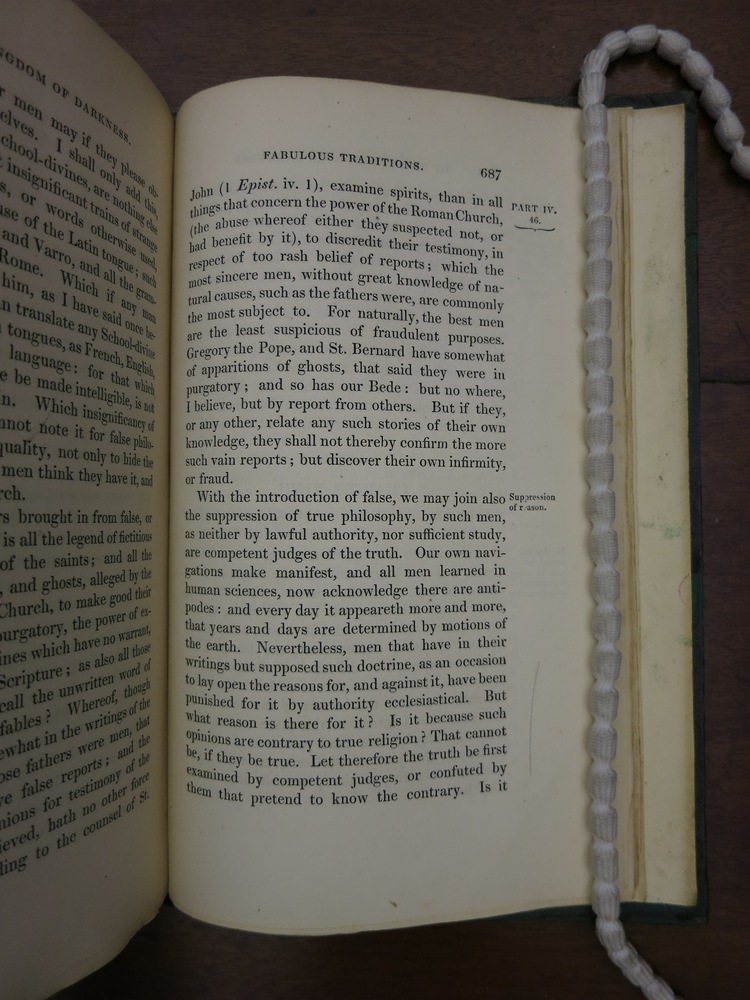 KINGDOM OF DARKNESS.
men may if they please ob-
I shall only add this,
school-divines, are nothing else
insignificant trains of strange
or words otherwise used,
use of the Latin tongue; such
and Varro, and all the gram-
Rome. Which if any man
him, as I have said once be-
translate any School-divine
tongues, as French, English,
language: for that which
be made intelligible, is not
Which insignificancy of
note it for false philo-
quality, not only to hide the
men think they have it, and
brought in from false, or
is all the legend of fictitious
of the saints; and all the
and ghosts, alleged by the
Church, to make good their
purgatory, the power of ex-
which have no warrant,
Scripture; as also all those
call the unwritten word of
fables? Whereof, though
in the writings of the
fathers were men, that
false reports; and the
for testimony of the
hath no other force
to the counsel of St.
FABULOUS TRADITIONS. 687
John (1 Epist. iv. 1), examine spirits, than in all
things that concern the power of the Roman Church,
(the abuse whereof either they suspected not, or
had benefit by it), to discredit their testimony, in
respect of too rash belief of reports; which the
most sincere men, without great knowledge of na-
tural causes, such as the fathers were, are commonly
the most subject to. For naturally, the best men
are the least suspicious of fraudulent purposes.
Gregory the Pope, and St. Bernard have somewhat
of apparitions of ghosts, that said they were in
purgatory; and so has our Bede: but no where,
I believe, but by report from others. But if they,
or any other, relate any such stories of their own
knowledge, they shall not thereby confirm the more
such vain reports; but discover their own infirmity,
or fraud.
With the introduction of false, we may join also
the suppression of true philosophy, by such men,
as neither by lawful authority, nor sufficient study,
are competent judges of the truth. Our own navi-
gations make manifest, and all men learned in
human sciences, now acknowledge there are anti-
podes: and every day it appeareth more and more,
that years and days are determined by motions of
the earth. Nevertheless, men that have in their
writings but supposed such doctrine, as an occasion
to lay open the reasons for, and against it, have been
punished for it by authority ecclesiastical. But
what reason is there for it? Is it because such
opinions are contrary to true religion? That cannot
be, if they be true. Let therefore the truth be first
examined by competent judges, or confuted by
them that pretend to know the contrary. Is it
PART IV.
46.
Suppression
of reason.